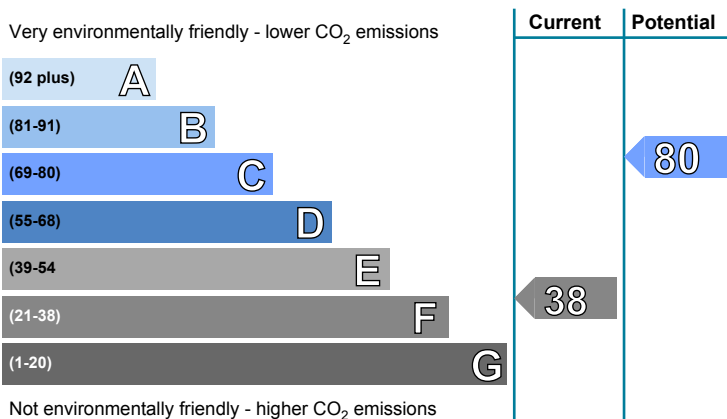 Current Potential
Very environmentally friendly - lower CO₂ emissions
(92 plus) A
(81-91) B
(69-80) C
80
(55-68) D
(39-54 E
38
(21-38) F
(1-20) G
Not environmentally friendly - higher CO₂ emissions